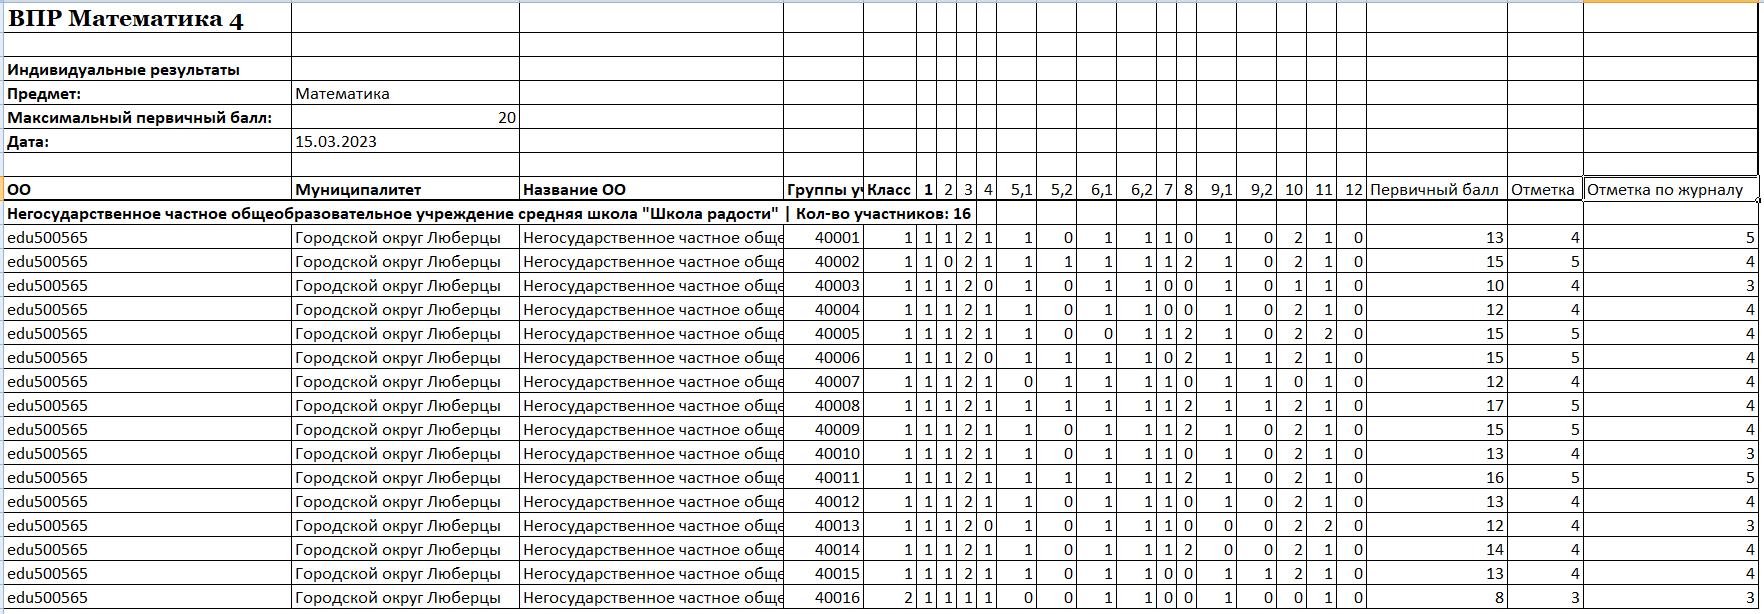 ВПР Математика 4
Индивидуальные результаты
Предмет: Математика
Максимальный первичный балл: 20
Дата: 15.03.2023
ОО Муниципалитет Название ОО Группы уч Класс 1 2 3 4 5,1 5,2 6,1 6,2 7 8 9,1 9,2 10 11 12 Первичный балл Отметка Отметка по журналу
Негосударственное частное общеобразовательное учреждение средняя школа "Школа радости" | Кол-во участников: 16
edu500565 Городской округ Люберцы Негосударственное частное обще 40001 1 1 1 2 1 1 0 1 1 1 0 1 0 2 1 0 13 4 5
edu500565 Городской округ Люберцы Негосударственное частное обще 40002 1 1 0 2 1 1 1 1 1 1 2 1 0 2 1 0 15 5 4
edu500565 Городской округ Люберцы Негосударственное частное обще 40003 1 1 1 2 0 1 0 1 1 0 0 1 0 1 1 0 10 4 3
edu500565 Городской округ Люберцы Негосударственное частное обще 40004 1 1 1 2 1 1 0 1 1 0 0 1 0 2 1 0 12 4 4
edu500565 Городской округ Люберцы Негосударственное частное обще 40005 1 1 1 2 1 1 0 0 1 1 2 1 0 2 2 0 15 5 4
edu500565 Городской округ Люберцы Негосударственное частное обще 40006 1 1 1 2 0 1 1 1 1 0 2 1 1 2 1 0 15 5 4
edu500565 Городской округ Люберцы Негосударственное частное обще 40007 1 1 1 2 1 0 1 1 1 1 0 1 1 0 1 0 12 4 4
edu500565 Городской округ Люберцы Негосударственное частное обще 40008 1 1 1 2 1 1 1 1 1 1 2 1 1 2 1 0 17 5 4
edu500565 Городской округ Люберцы Негосударственное частное обще 40009 1 1 1 2 1 1 0 1 1 1 2 1 0 2 1 0 15 5 4
edu500565 Городской округ Люберцы Негосударственное частное обще 40010 1 1 1 2 1 1 0 1 1 1 0 1 0 2 1 0 13 4 3
edu500565 Городской округ Люберцы Негосударственное частное обще 40011 1 1 1 2 1 1 1 1 1 1 2 1 0 2 1 0 16 5 5
edu500565 Городской округ Люберцы Негосударственное частное обще 40012 1 1 1 2 1 1 0 1 1 1 0 1 0 2 1 0 13 4 4
edu500565 Городской округ Люберцы Негосударственное частное обще 40013 1 1 1 2 0 1 0 1 1 1 0 0 0 2 2 0 12 4 3
edu500565 Городской округ Люберцы Негосударственное частное обще 40014 1 1 1 2 1 1 0 1 1 1 2 0 0 2 1 0 14 4 4
edu500565 Городской округ Люберцы Негосударственное частное обще 40015 1 1 1 2 1 1 0 1 1 0 0 1 1 2 1 0 13 4 4
edu500565 Городской округ Люберцы Негосударственное частное обще 40016 2 1 1 1 1 0 0 1 1 0 0 1 0 0 1 0 8 3 3